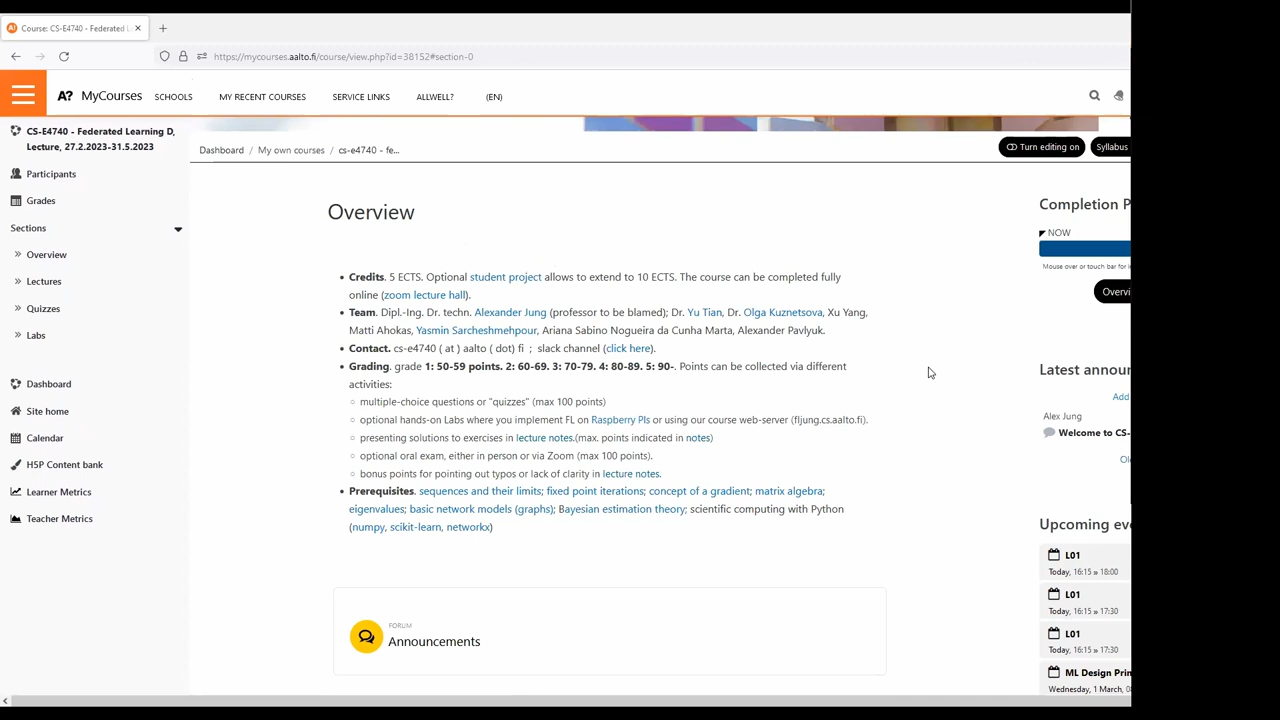 Course: CS-E4740 - Federated L
https://mycourses.aalto.fi/course/view.php?id=38152#section-0
A? MyCourses SCHOOLS MY RECENT COURSES SERVICE LINKS ALLWELL? (EN)
CS-E4740 - Federated Learning D,
Lecture, 27.2.2023-31.5.2023
Participants
Grades
Sections
Overview
Lectures
Quizzes
Labs
Dashboard
Site home
Calendar
H5P Content bank
Learner Metrics
Teacher Metrics
Dashboard / My own courses / cs-e4740 - fe...
Turn editing on
Syllabus
Overview
Credits. 5 ECTS. Optional student project allows to extend to 10 ECTS. The course can be completed fully
online (zoom lecture hall).
Team. Dipl.-Ing. Dr. techn. Alexander Jung (professor to be blamed); Dr. Yu Tian, Dr. Olga Kuznetsova, Xu Yang,
Matti Ahokas, Yasmin Sarcheshmehpour, Ariana Sabino Nogueira da Cunha Marta, Alexander Pavlyuk.
Contact. cs-e4740 ( at ) aalto ( dot) fi ; slack channel (click here).
Grading. grade 1: 50-59 points. 2: 60-69. 3: 70-79. 4: 80-89. 5: 90-. Points can be collected via different
activities:
multiple-choice questions or "quizzes" (max 100 points)
optional hands-on Labs where you implement FL on Raspberry PIs or using our course web-server (fljung.cs.aalto.fi).
presenting solutions to exercises in lecture notes.(max. points indicated in notes)
optional oral exam, either in person or via Zoom (max 100 points).
bonus points for pointing out typos or lack of clarity in lecture notes.
Prerequisites. sequences and their limits; fixed point iterations; concept of a gradient; matrix algebra;
eigenvalues; basic network models (graphs); Bayesian estimation theory; scientific computing with Python
(numpy, scikit-learn, networkx)
FORUM
Announcements
Completion P
NOW
Mouse over or touch bar for i
Overvi
Latest annou
Add
Alex Jung
Welcome to CS-
Ol
Upcoming eve
L01
Today, 16:15 » 18:00
L01
Today, 16:15 » 17:30
L01
Today, 16:15 » 17:30
ML Design Prin
Wednesday, 1 March, 0